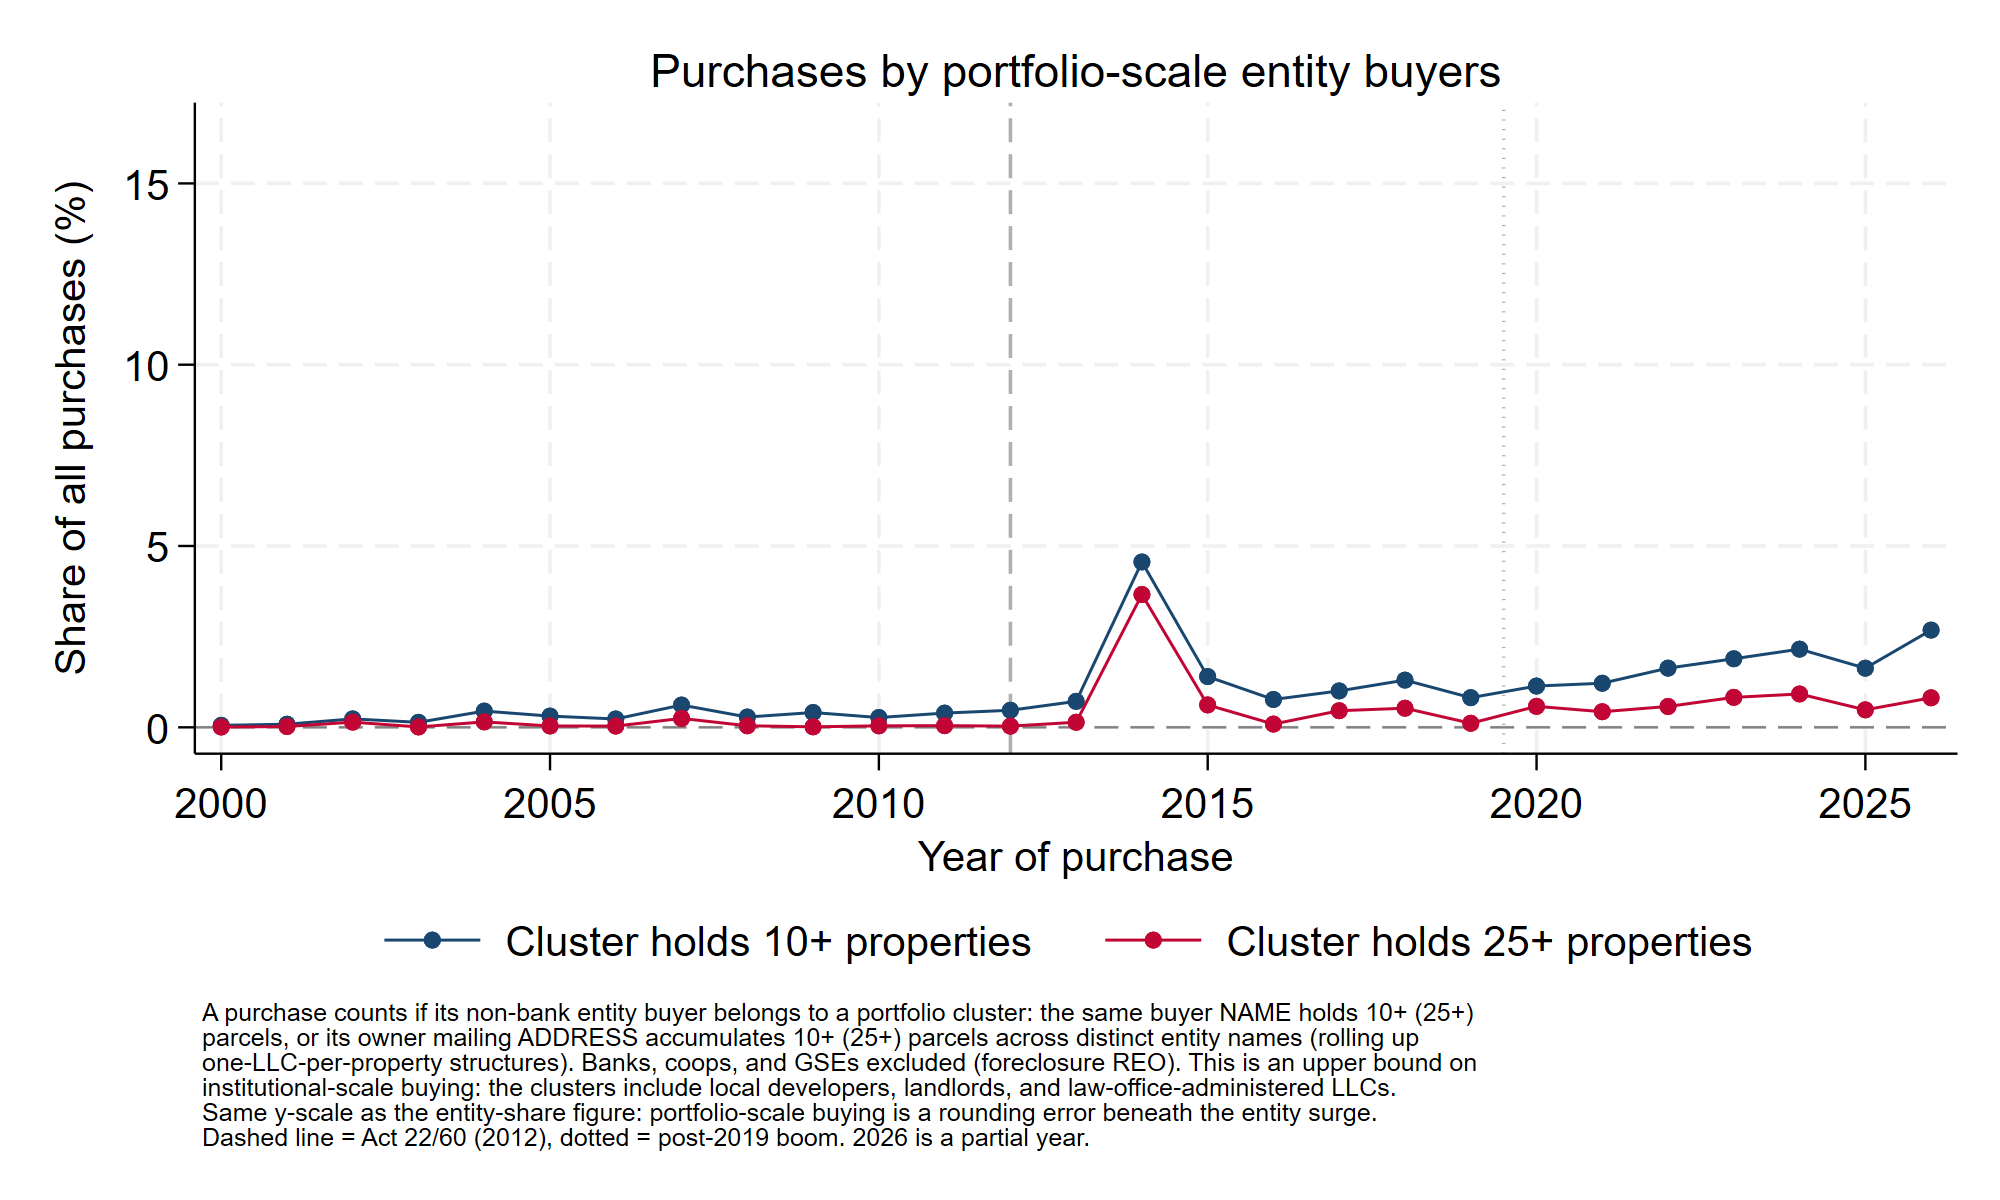 Purchases by portfolio-scale entity buyers
Share of all purchases (%)
15
10
5
0
2000 2005 2010 2015 2020 2025
Year of purchase
Cluster holds 10+ properties Cluster holds 25+ properties
A purchase counts if its non-bank entity buyer belongs to a portfolio cluster: the same buyer NAME holds 10+ (25+)
parcels, or its owner mailing ADDRESS accumulates 10+ (25+) parcels across distinct entity names (rolling up
one-LLC-per-property structures). Banks, coops, and GSEs excluded (foreclosure REO). This is an upper bound on
institutional-scale buying: the clusters include local developers, landlords, and law-office-administered LLCs.
Same y-scale as the entity-share figure: portfolio-scale buying is a rounding error beneath the entity surge.
Dashed line = Act 22/60 (2012), dotted = post-2019 boom. 2026 is a partial year.